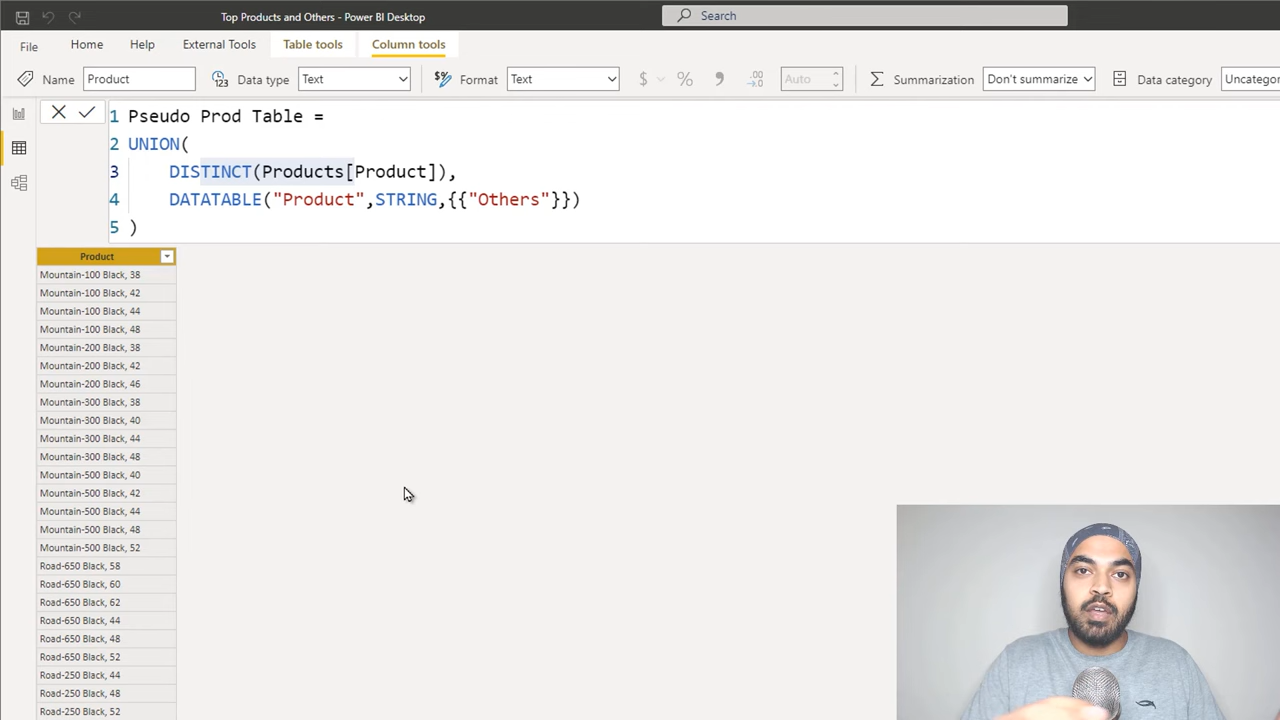 Top Products and Others - Power BI Desktop
Search
File
Home
Help
External Tools
Table tools
Column tools
Name
Product
Data type
Text
Format
Text
$
%
Auto
Summarization
Don't summarize
Data category
Uncategor
1 Pseudo Prod Table =
2 UNION(
3 DISTINCT(Products[Product]),
4 DATATABLE("Product",STRING,{{"Others"}})
5 )
Product
Mountain-100 Black, 38
Mountain-100 Black, 42
Mountain-100 Black, 44
Mountain-100 Black, 48
Mountain-200 Black, 38
Mountain-200 Black, 42
Mountain-200 Black, 46
Mountain-300 Black, 38
Mountain-300 Black, 40
Mountain-300 Black, 44
Mountain-300 Black, 48
Mountain-500 Black, 40
Mountain-500 Black, 42
Mountain-500 Black, 44
Mountain-500 Black, 48
Mountain-500 Black, 52
Road-650 Black, 58
Road-650 Black, 60
Road-650 Black, 62
Road-650 Black, 44
Road-650 Black, 48
Road-650 Black, 52
Road-250 Black, 44
Road-250 Black, 48
Road-250 Black, 52